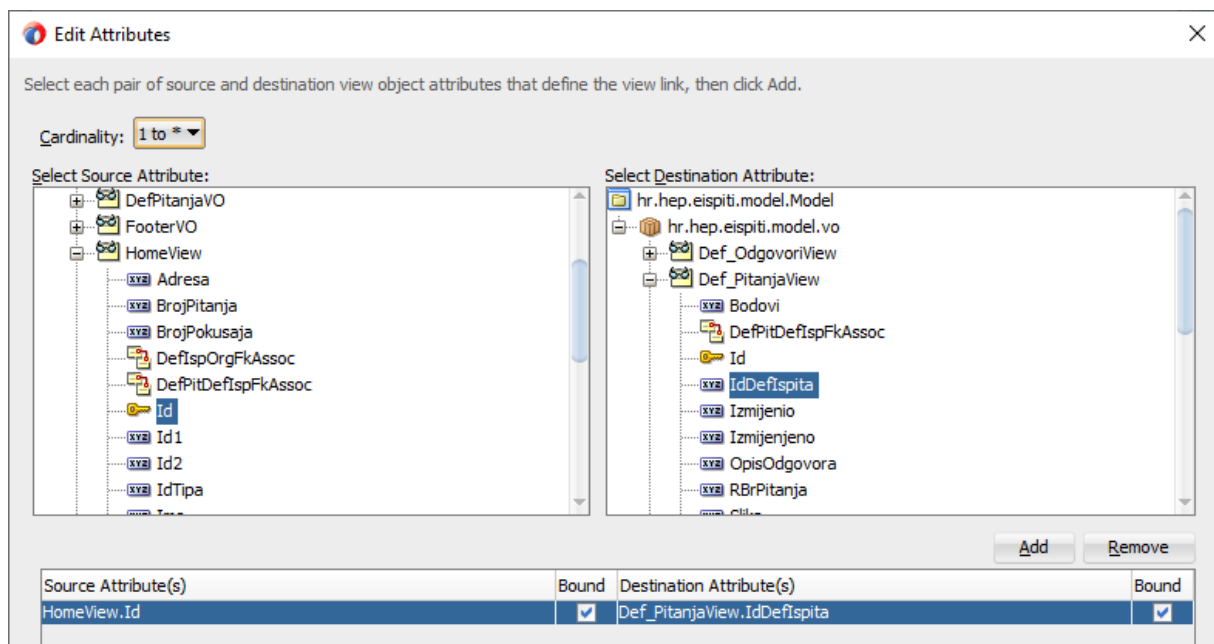 Edit Attributes
Select each pair of source and destination view object attributes that define the view link, then click Add.
Cardinality: 1 to *
Select Source Attribute:
DefPitanjaVO
FooterVO
HomeView
Adresa
BrojPitanja
BrojPokusaja
DefIspOrgFkAssoc
DefPitDefIspFkAssoc
Id
Id1
Id2
IdTipa
Select Destination Attribute:
hr.hep.eispiti.model.Model
hr.hep.eispiti.model.vo
Def_OdgovoriView
Def_PitanjaView
Bodovi
DefPitDefIspFkAssoc
Id
IdDefIspita
Izmijenio
Izmijenjeno
OpisOdgovora
RBrPitanja
Add Remove
Source Attribute(s) Bound Destination Attribute(s) Bound
HomeView.Id Def_PitanjaView.IdDefIspita